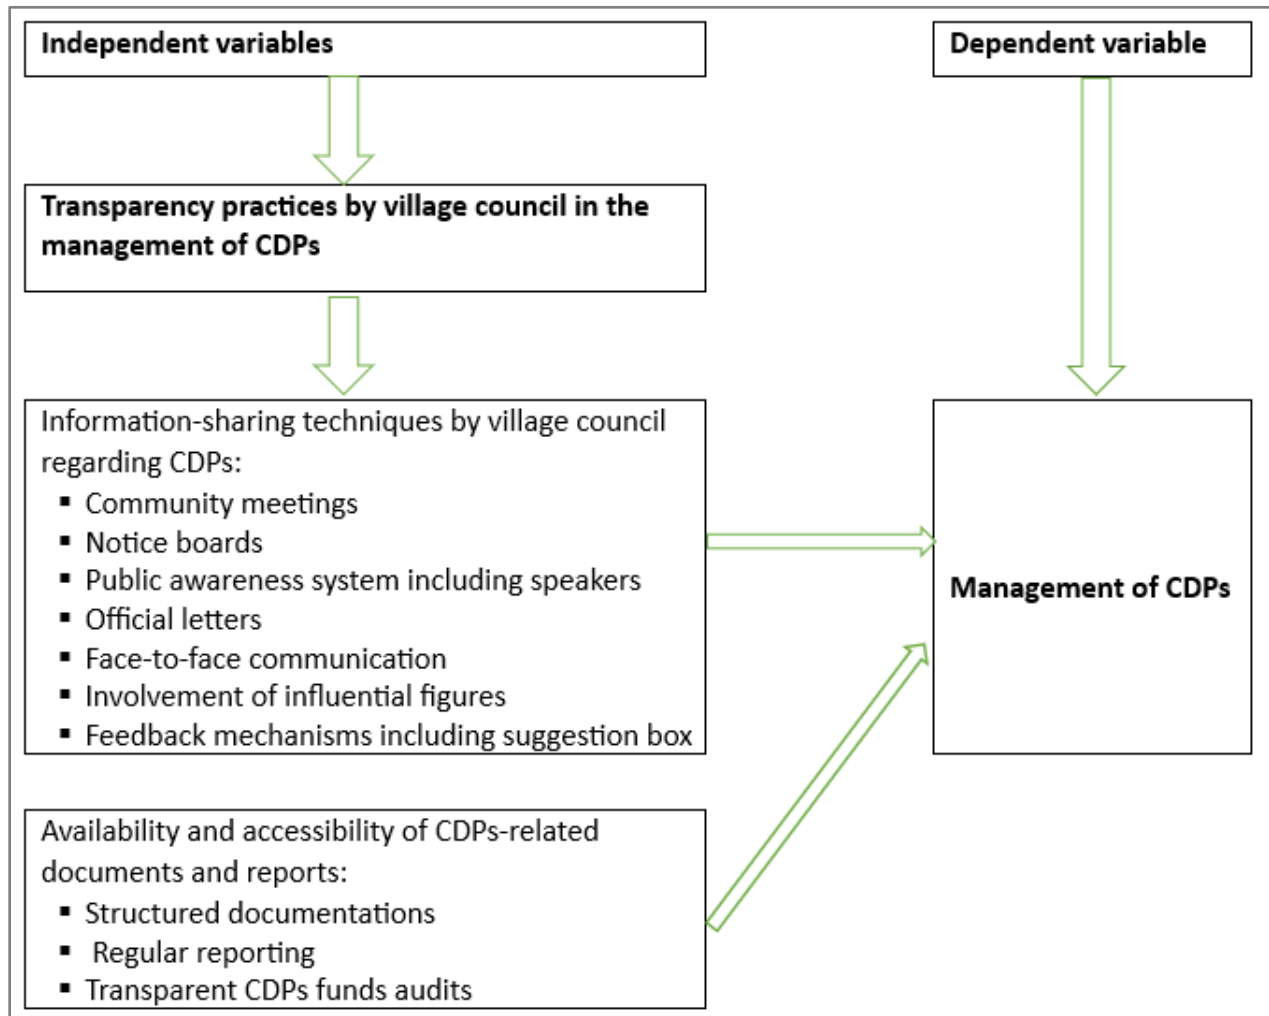 Independent variables
Dependent variable
Transparency practices by village council in the
management of CDPs
Information-sharing techniques by village council
regarding CDPs:
▪ Community meetings
▪ Notice boards
▪ Public awareness system including speakers
▪ Official letters
▪ Face-to-face communication
▪ Involvement of influential figures
▪ Feedback mechanisms including suggestion box
Management of CDPs
Availability and accessibility of CDPs-related
documents and reports:
▪ Structured documentations
▪ Regular reporting
▪ Transparent CDPs funds audits